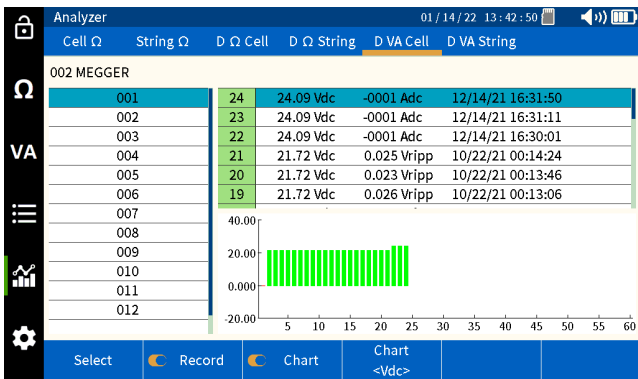 Analyzer 01/14/22 13:42:50
Cell Ω String Ω D Ω Cell D Ω String D VA Cell D VA String
002 MEGGER
Ω
VA
001
002
003
004
005
006
007
008
009
010
011
012
24 24.09 Vdc -0001 Adc 12/14/21 16:31:50
23 24.09 Vdc -0001 Adc 12/14/21 16:31:11
22 24.09 Vdc -0001 Adc 12/14/21 16:30:01
21 21.72 Vdc 0.025 Vripp 10/22/21 00:14:24
20 21.72 Vdc 0.023 Vripp 10/22/21 00:13:46
19 21.72 Vdc 0.026 Vripp 10/22/21 00:13:06
40.00
20.00
0.000
-20.00
5 10 15 20 25 30 35 40 45 50 55 60
Select Record Chart Chart
<Vdc>